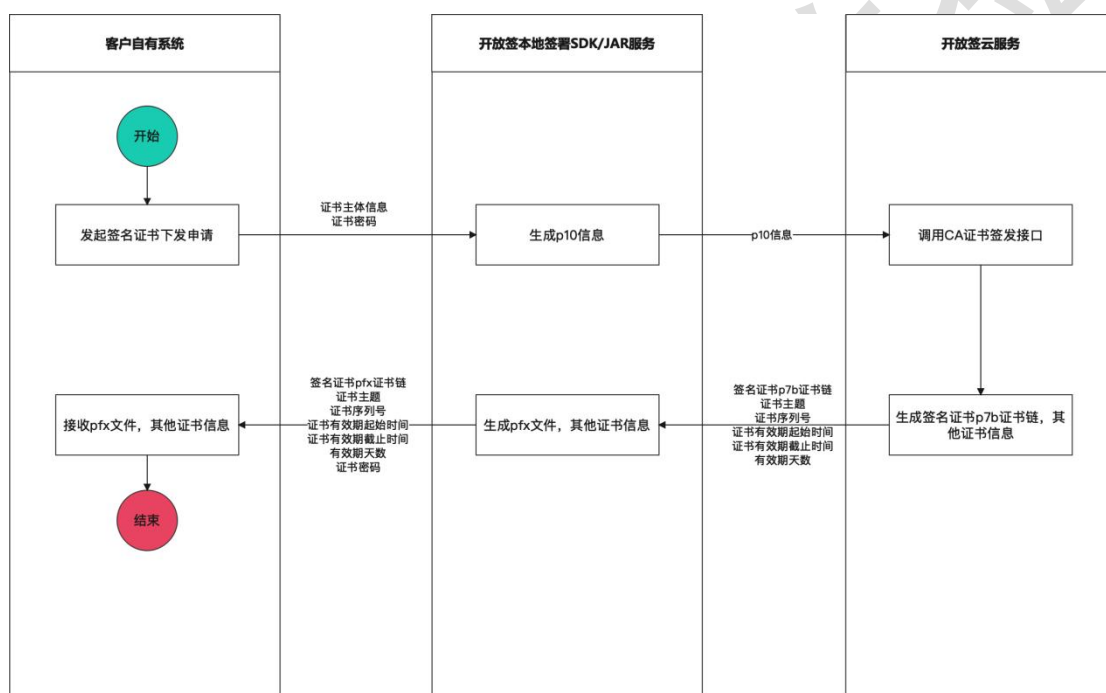 客户自有系统
开放签本地签署SDK/JAR服务
开放签云服务
开始
发起签名证书下发申请
证书主体信息
证书密码
生成p10信息
p10信息
调用CA证书签发接口
接收pfx文件，其他证书信息
签名证书pfx证书链
证书主题
证书序列号
证书有效期起始时间
证书有效期截止时间
有效期天数
证书密码
生成pfx文件，其他证书信息
签名证书p7b证书链
证书主题
证书序列号
证书有效期起始时间
证书有效期截止时间
有效期天数
生成签名证书p7b证书链，其
他证书信息
结束